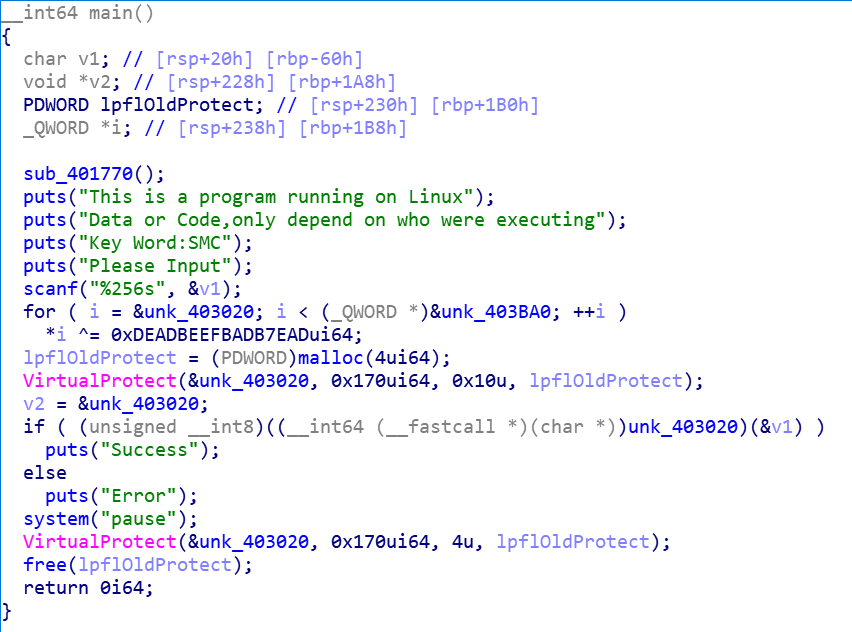 __int64 main()
{
  char v1; // [rsp+20h] [rbp-60h]
  void *v2; // [rsp+228h] [rbp+1A8h]
  PDWORD lpflOldProtect; // [rsp+230h] [rbp+1B0h]
  _QWORD *i; // [rsp+238h] [rbp+1B8h]

  sub_401770();
  puts("This is a program running on Linux");
  puts("Data or Code,only depend on who were executing");
  puts("Key Word:SMC");
  puts("Please Input");
  scanf("%256s", &v1);
  for ( i = &unk_403020; i < (_QWORD *)&unk_403BA0; ++i )
    *i ^= 0xDEADBEEFBADB7EADui64;
  lpflOldProtect = (PDWORD)malloc(4ui64);
  VirtualProtect(&unk_403020, 0x170ui64, 0x10u, lpflOldProtect);
  v2 = &unk_403020;
  if ( (unsigned __int8)((__int64 (__fastcall *)(char *))unk_403020)(&v1) )
    puts("Success");
  else
    puts("Error");
  system("pause");
  VirtualProtect(&unk_403020, 0x170ui64, 4u, lpflOldProtect);
  free(lpflOldProtect);
  return 0i64;
}